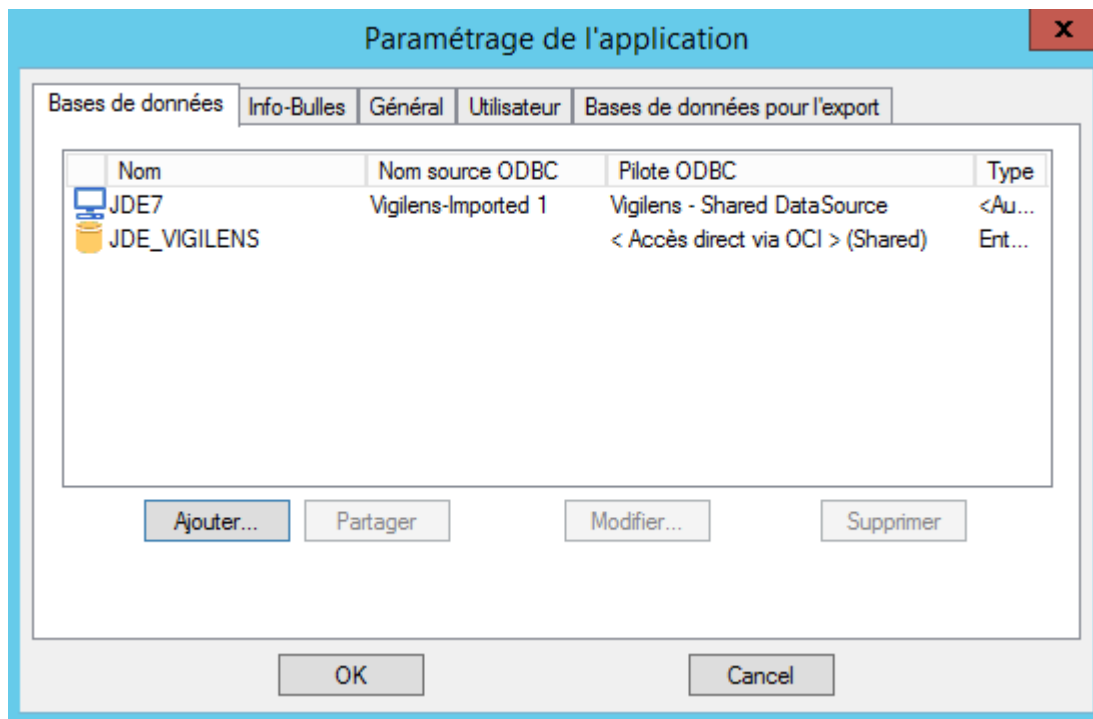 Paramétrage de l'application
x
Bases de données Info-Bulles Général Utilisateur Bases de données pour l'export
Nom Nom source ODBC Pilote ODBC Type
JDE7 Vigilens-Imported 1 Vigilens - Shared DataSource <Au...
JDE_VIGILENS < Accès direct via OCI > (Shared) Ent...
Ajouter... Partager Modifier... Supprimer
OK Cancel